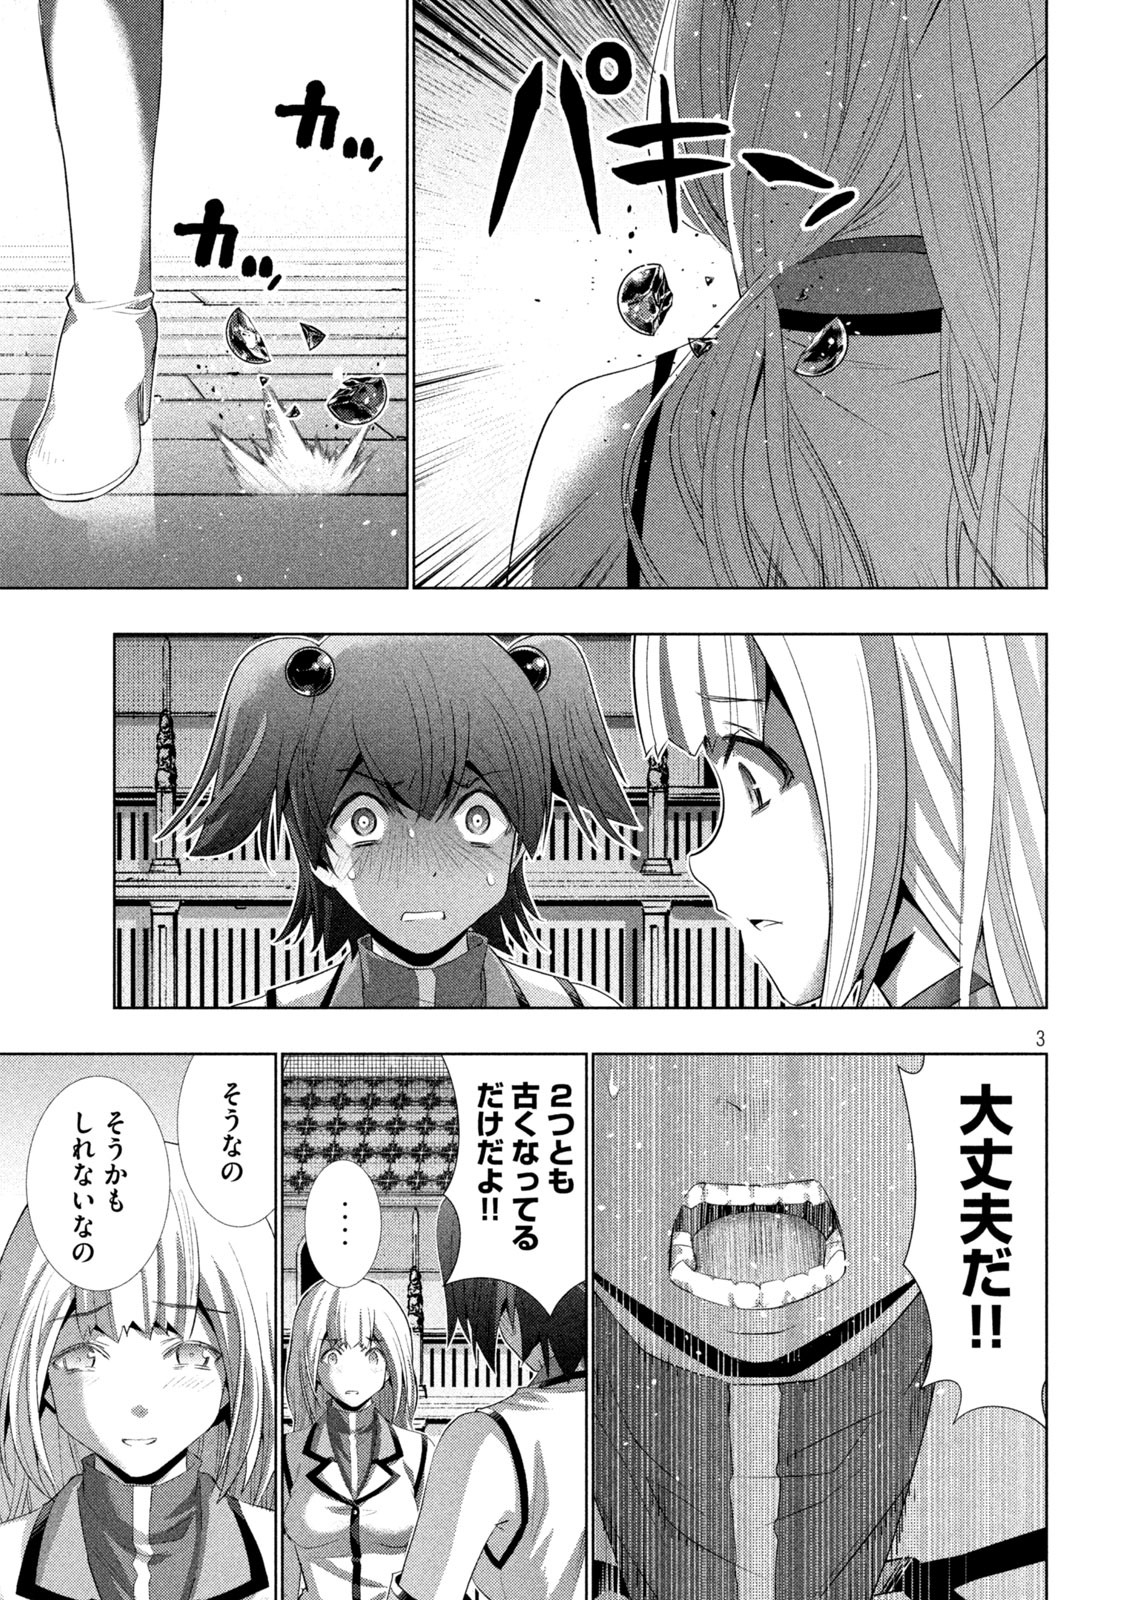 パキーン
カッ
カッ
3
大丈夫だ!!
2つとも
古くなってる
だけだよ!!
・・・・
そうなの
そうかも
しれないなの